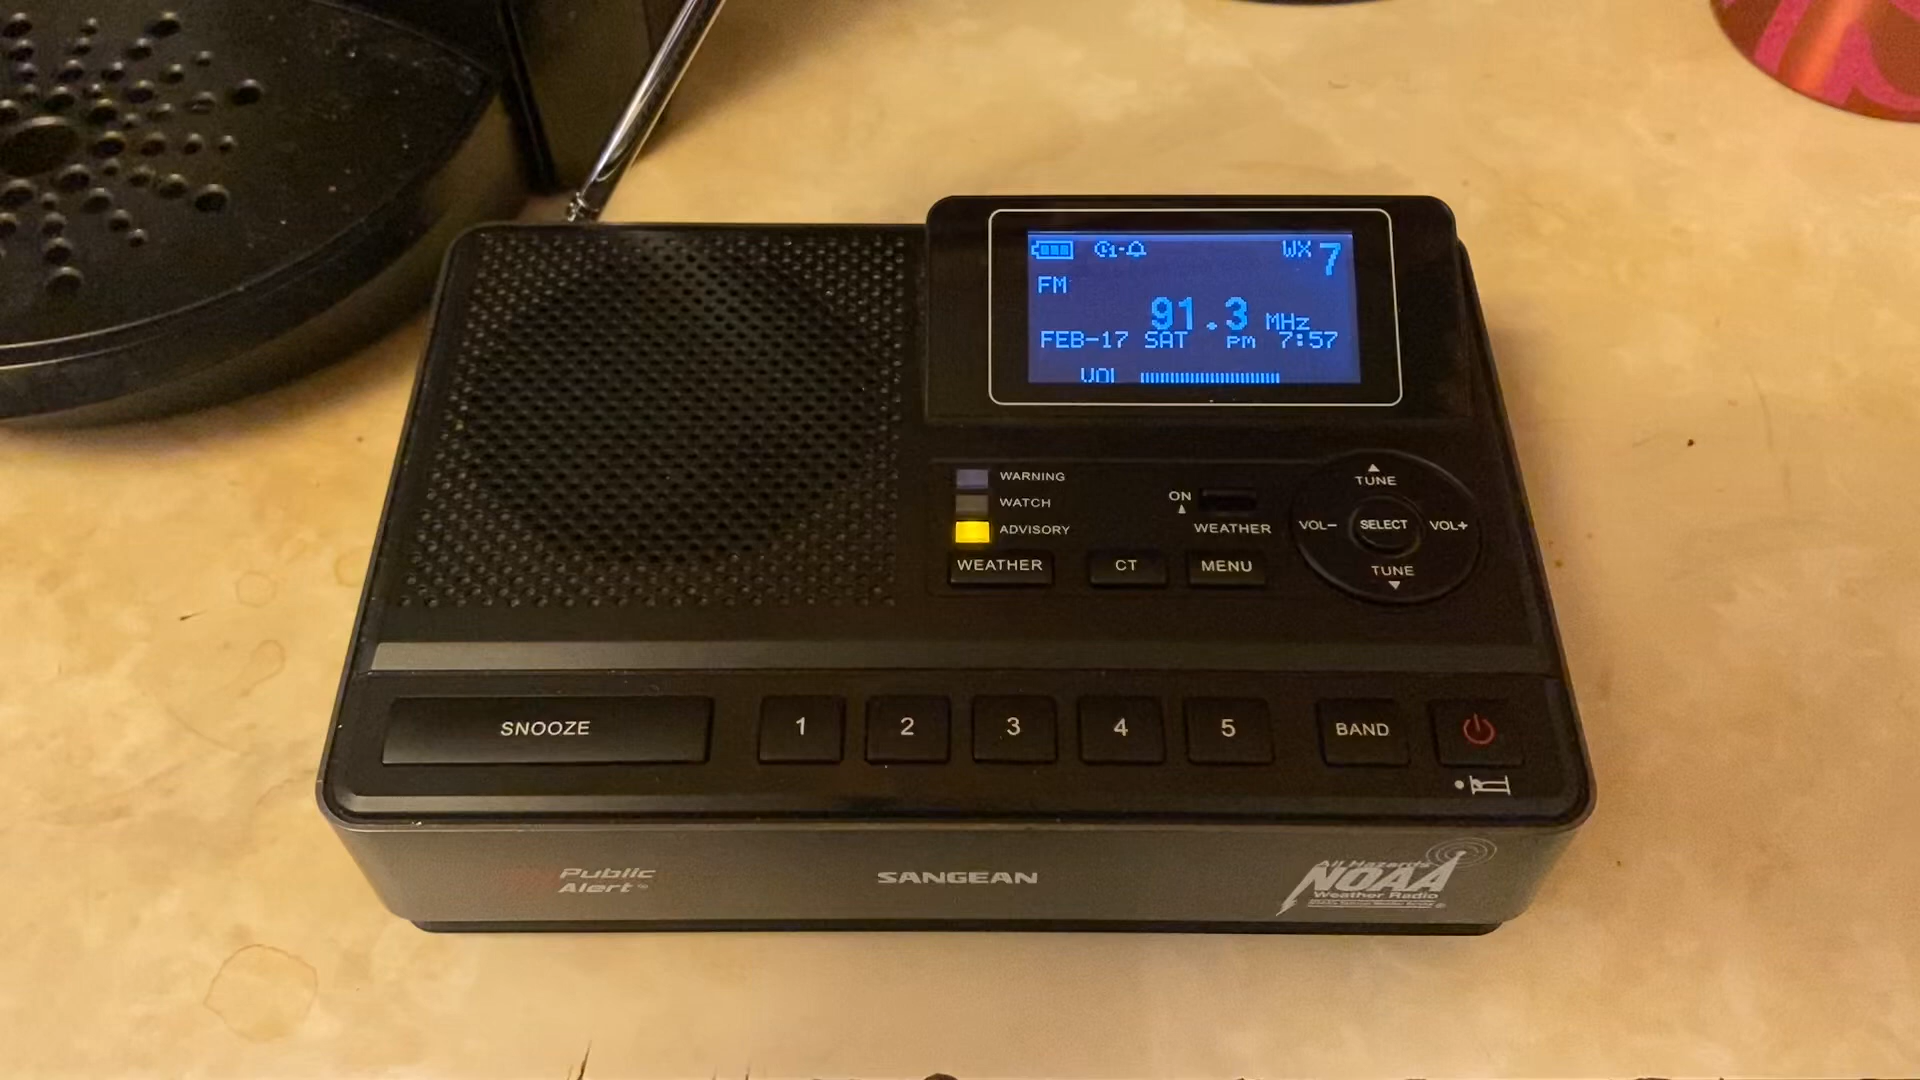 WX 7
FM
91.3 MHz
FEB-17 SAT PM 7:57
VOL
WARNING
WATCH
ADVISORY
ON
WEATHER
WEATHER
CT
MENU
TUNE
VOL-
SELECT
VOL+
TUNE
SNOOZE
1
2
3
4
5
BAND
Public
Alert
SANGEAN
All Hazards
NOAA
Weather Radio